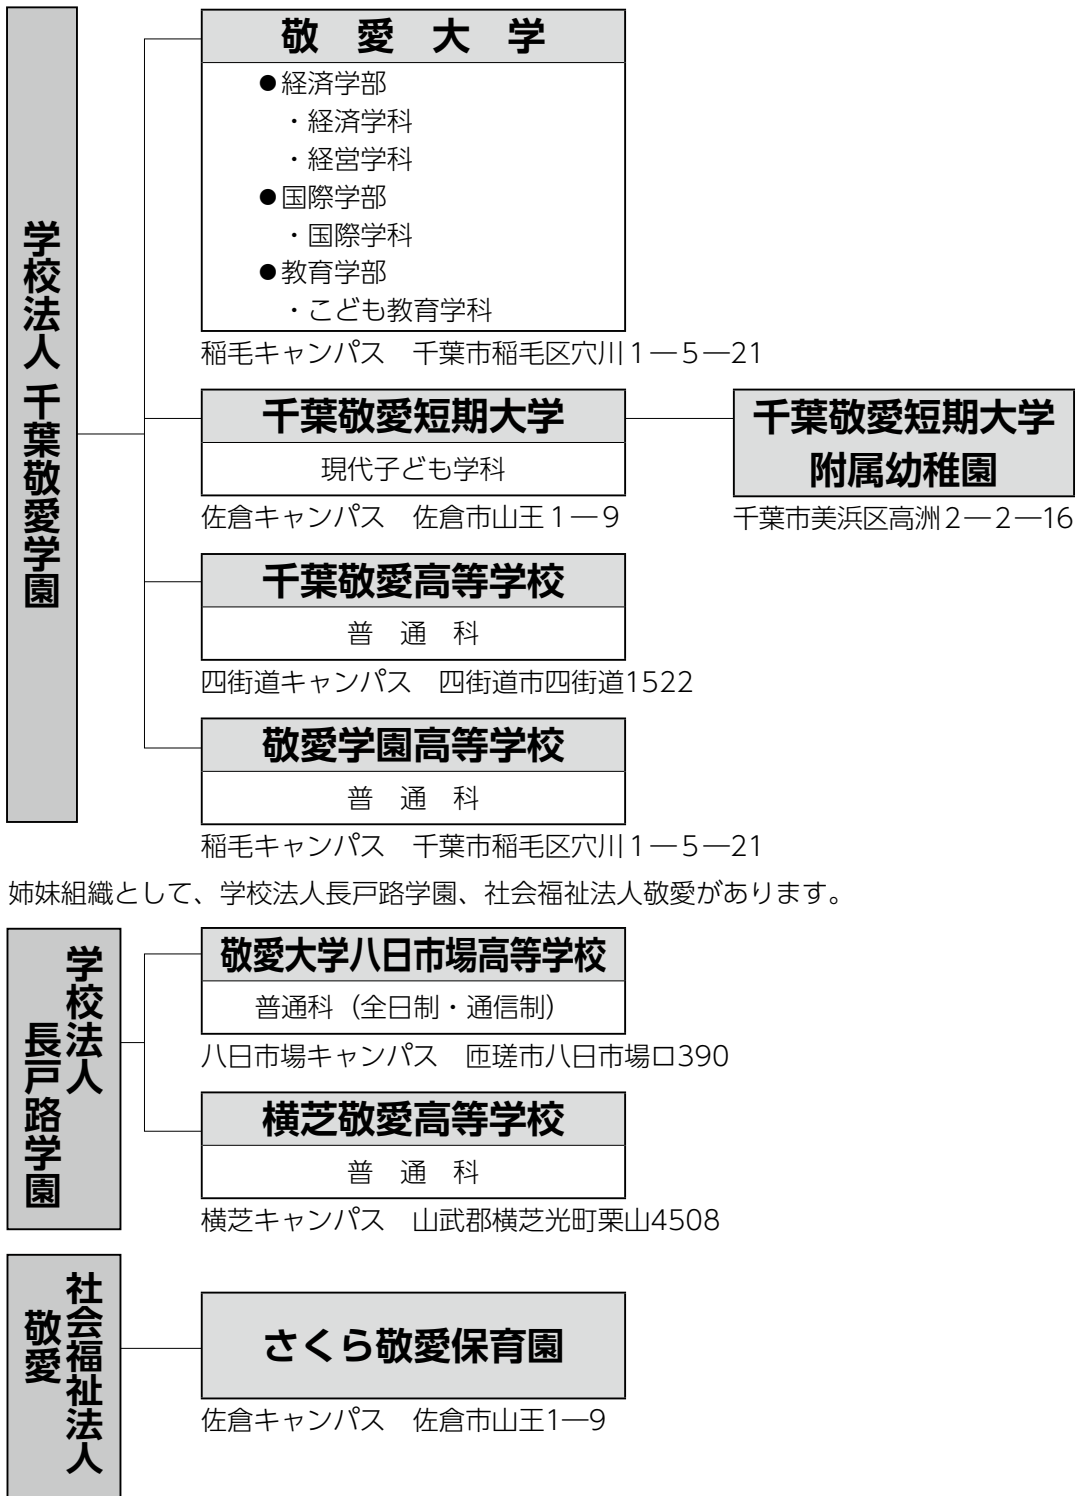 学校法人 千葉敬愛学園
敬　愛　大　学
●経済学部
・経済学科
・経営学科
●国際学部
・国際学科
●教育学部
・こども教育学科
稲毛キャンパス　千葉市稲毛区穴川１―５―21
千葉敬愛短期大学
現代子ども学科
佐倉キャンパス　佐倉市山王１―９
千葉敬愛短期大学
附属幼稚園
千葉市美浜区高洲２―２―16
千葉敬愛高等学校
普　通　科
四街道キャンパス　四街道市四街道1522
敬愛学園高等学校
普　通　科
稲毛キャンパス　千葉市稲毛区穴川１―５―21
姉妹組織として、学校法人長戸路学園、社会福祉法人敬愛があります。
学校法人
長戸路学園
敬愛大学八日市場高等学校
普通科（全日制・通信制）
八日市場キャンパス　匝瑳市八日市場ロ390
横芝敬愛高等学校
普　通　科
横芝キャンパス　山武郡横芝光町栗山4508
社会福祉法人
敬愛
さくら敬愛保育園
佐倉キャンパス　佐倉市山王1―9